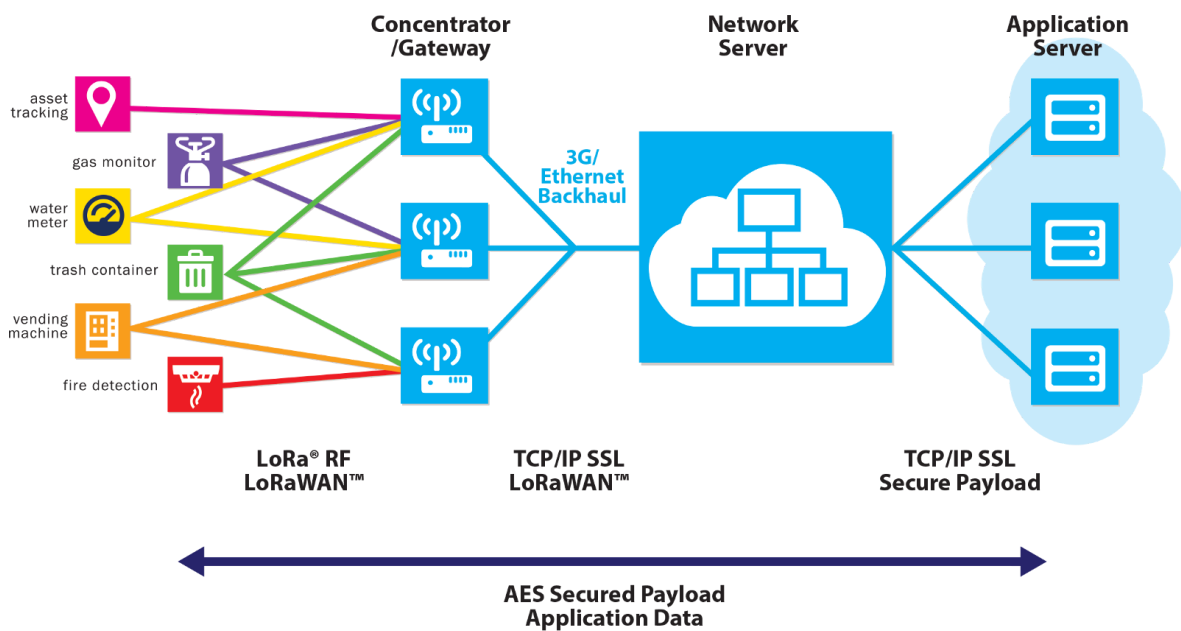 Concentrator
/Gateway
Network
Server
Application
Server
asset
tracking
gas monitor
water
meter
trash container
vending
machine
fire detection
3G/
Ethernet
Backhaul
LoRa® RF
LoRaWAN™
TCP/IP SSL
LoRaWAN™
TCP/IP SSL
Secure Payload
AES Secured Payload
Application Data